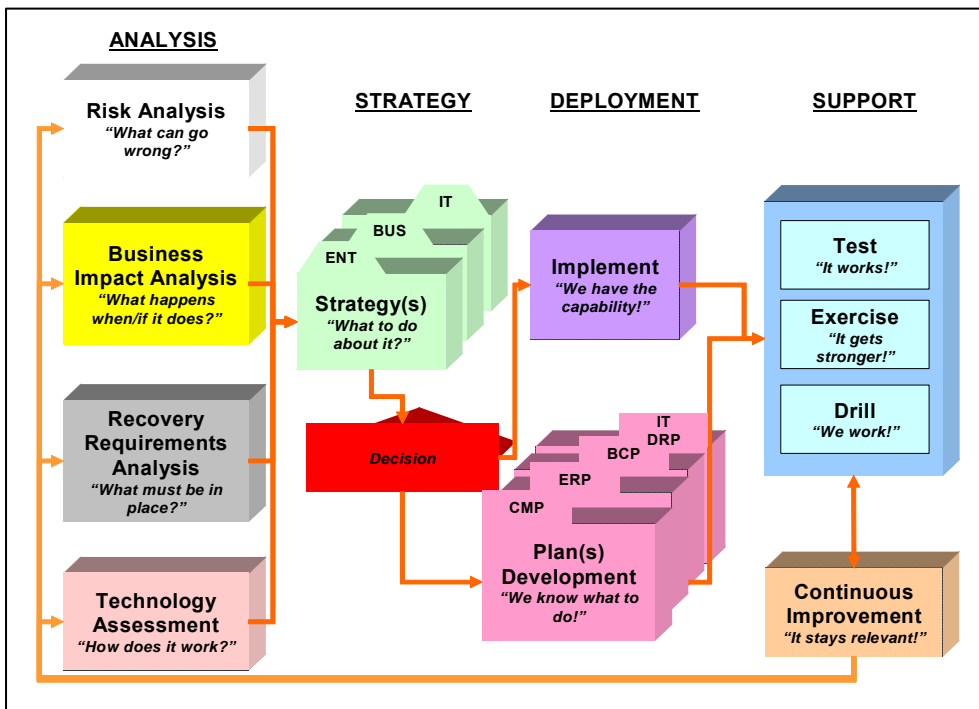 ANALYSIS
Risk Analysis
“What can go
wrong?”
Business
Impact Analysis
“What happens
when/if it does?”
Recovery
Requirements
Analysis
“What must be in
place?”
Technology
Assessment
“How does it work?”
STRATEGY
IT
BUS
ENT
Strategy(s)
“What to do
about it?”
Decision
DEPLOYMENT
Implement
“We have the
capability!”
IT
DRP
BCP
ERP
CMP
Plan(s)
Development
“We know what to
do!”
SUPPORT
Test
“It works!”
Exercise
“It gets
stronger!”
Drill
“We work!”
Continuous
Improvement
“It stays relevant!”